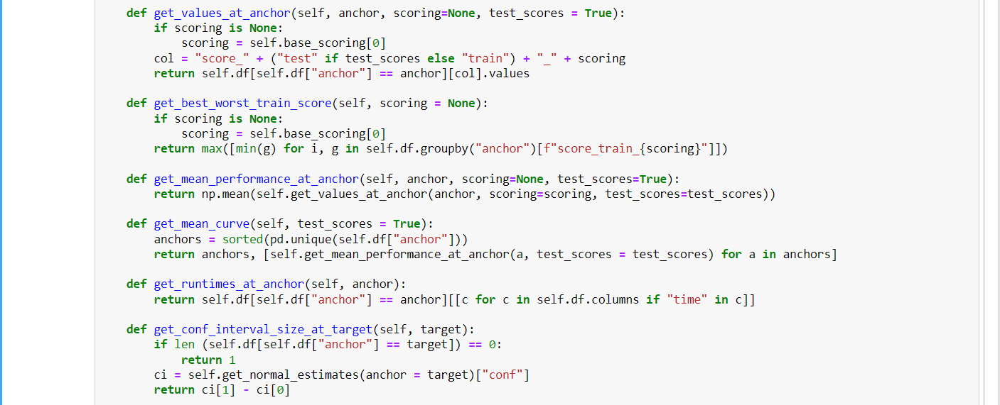 def get_values_at_anchor(self, anchor, scoring=None, test_scores = True):
if scoring is None:
scoring = self.base_scoring[0]
col = "score_" + ("test" if test_scores else "train") + "_" + scoring
return self.df[self.df["anchor"] == anchor][col].values
def get_best_worst_train_score(self, scoring = None):
if scoring is None:
scoring = self.base_scoring[0]
return max([min(g) for i, g in self.df.groupby("anchor")[f"score_train_{scoring}"]])
def get_mean_performance_at_anchor(self, anchor, scoring=None, test_scores=True):
return np.mean(self.get_values_at_anchor(anchor, scoring=scoring, test_scores=test_scores))
def get_mean_curve(self, test_scores = True):
anchors = sorted(pd.unique(self.df["anchor"]))
return anchors, [self.get_mean_performance_at_anchor(a, test_scores = test_scores) for a in anchors]
def get_runtimes_at_anchor(self, anchor):
return self.df[self.df["anchor"] == anchor][[c for c in self.df.columns if "time" in c]]
def get_conf_interval_size_at_target(self, target):
if len (self.df[self.df["anchor"] == target]) == 0:
return 1
ci = self.get_normal_estimates(anchor = target)["conf"]
return ci[1] - ci[0]